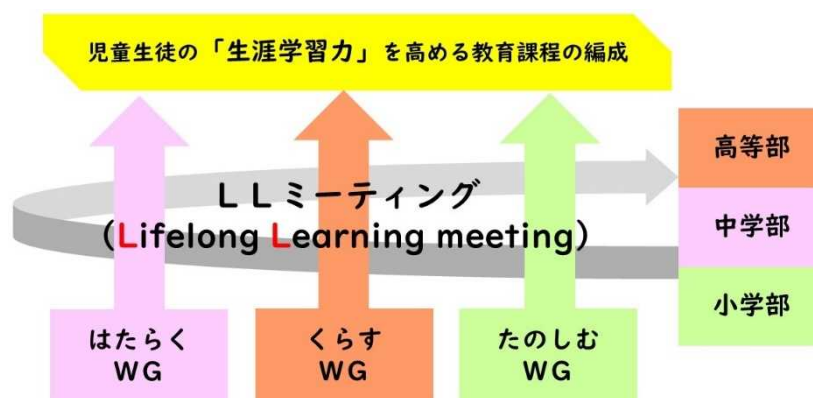 児童生徒の「生涯学習力」を高める教育課程の編成
高等部
ＬＬミーティング
中学部
(Lifelong Learning meeting)
小学部
はたらく
ＷＧ
くらす
ＷＧ
たのしむ
ＷＧ